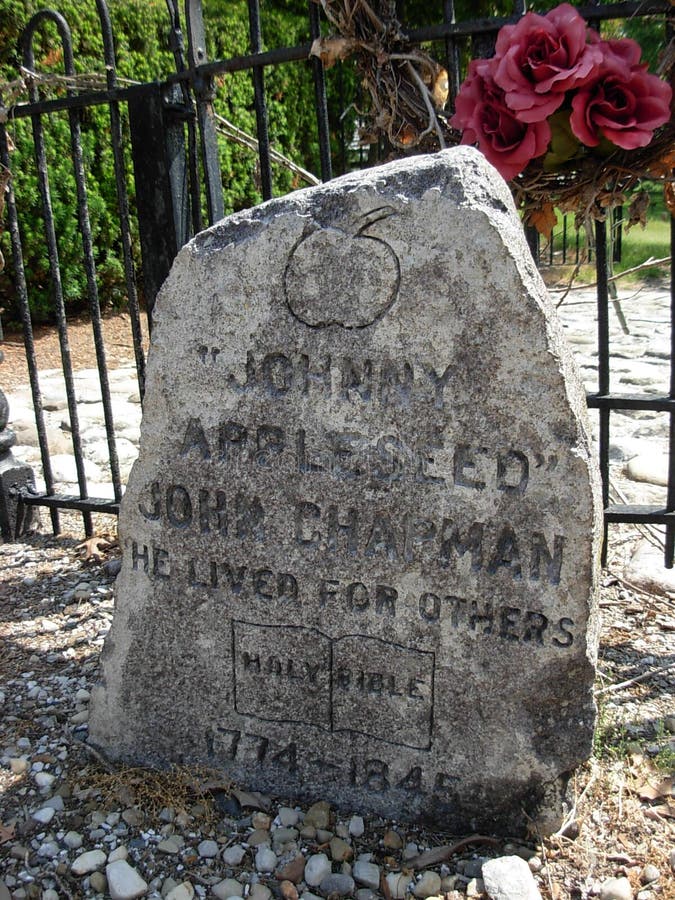 "JOHNNY
APPLESEED"
JOHN CHAPMAN
HE LIVED FOR OTHERS
HOLY BIBLE
1774-1845